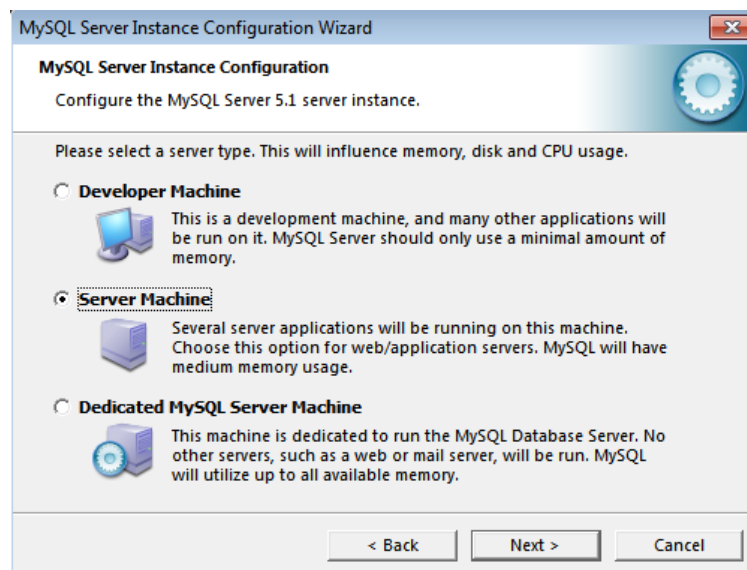 MySQL Server Instance Configuration Wizard
MySQL Server Instance Configuration
Configure the MySQL Server 5.1 server instance.
Please select a server type. This will influence memory, disk and CPU usage.
Developer Machine
This is a development machine, and many other applications will
be run on it. MySQL Server should only use a minimal amount of
memory.
Server Machine
Several server applications will be running on this machine.
Choose this option for web/application servers. MySQL will have
medium memory usage.
Dedicated MySQL Server Machine
This machine is dedicated to run the MySQL Database Server. No
other servers, such as a web or mail server, will be run. MySQL
will utilize up to all available memory.
< Back Next > Cancel